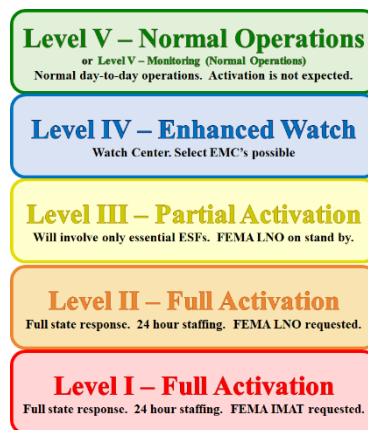 Level V – Normal Operations
or Level V – Monitoring (Normal Operations)
Normal day-to-day operations. Activation is not expected.
Level IV – Enhanced Watch
Watch Center. Select EMC's possible
Level III – Partial Activation
Will involve only essential ESFs. FEMA LNO on stand by.
Level II – Full Activation
Full state response. 24 hour staffing. FEMA LNO requested.
Level I – Full Activation
Full state response. 24 hour staffing. FEMA IMAT requested.